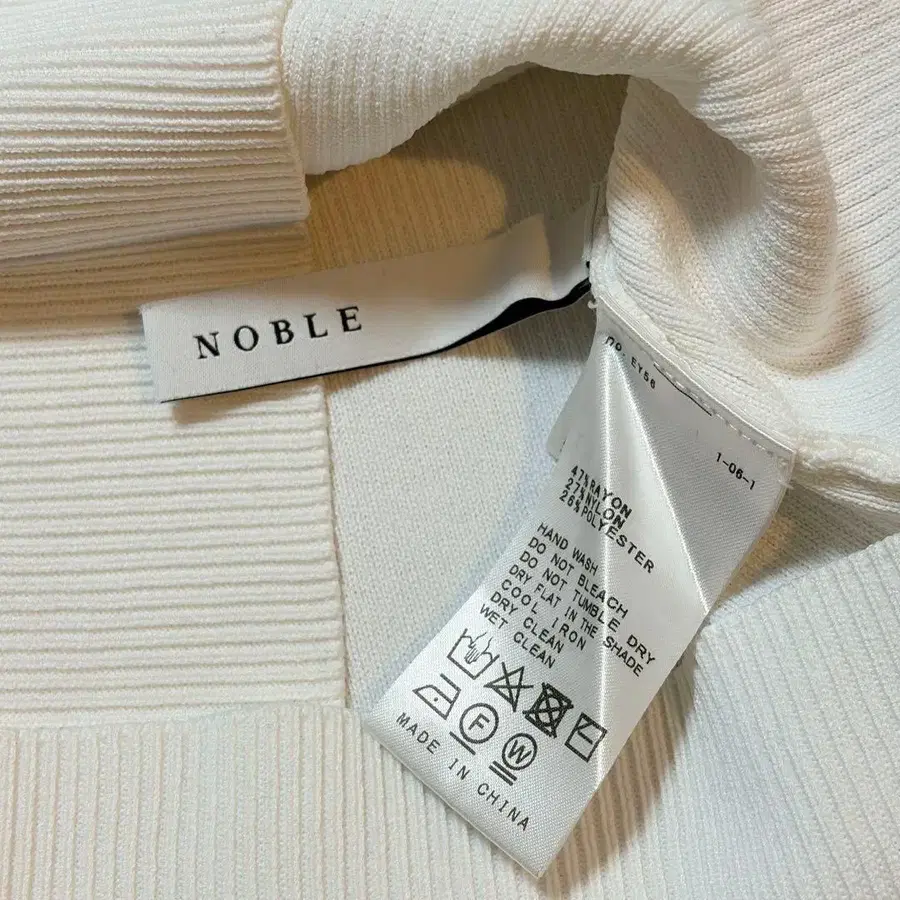 NOBLE
EY56
1-06-1
47%RAYON
27%NYLON
26%POLYESTER
HAND WASH
DO NOT BLEACH
DO NOT TUMBLE DRY
DRY FLAT IN THE SHADE
COOL IRON
DRY CLEAN
WET CLEAN
F
W
MADE IN CHINA